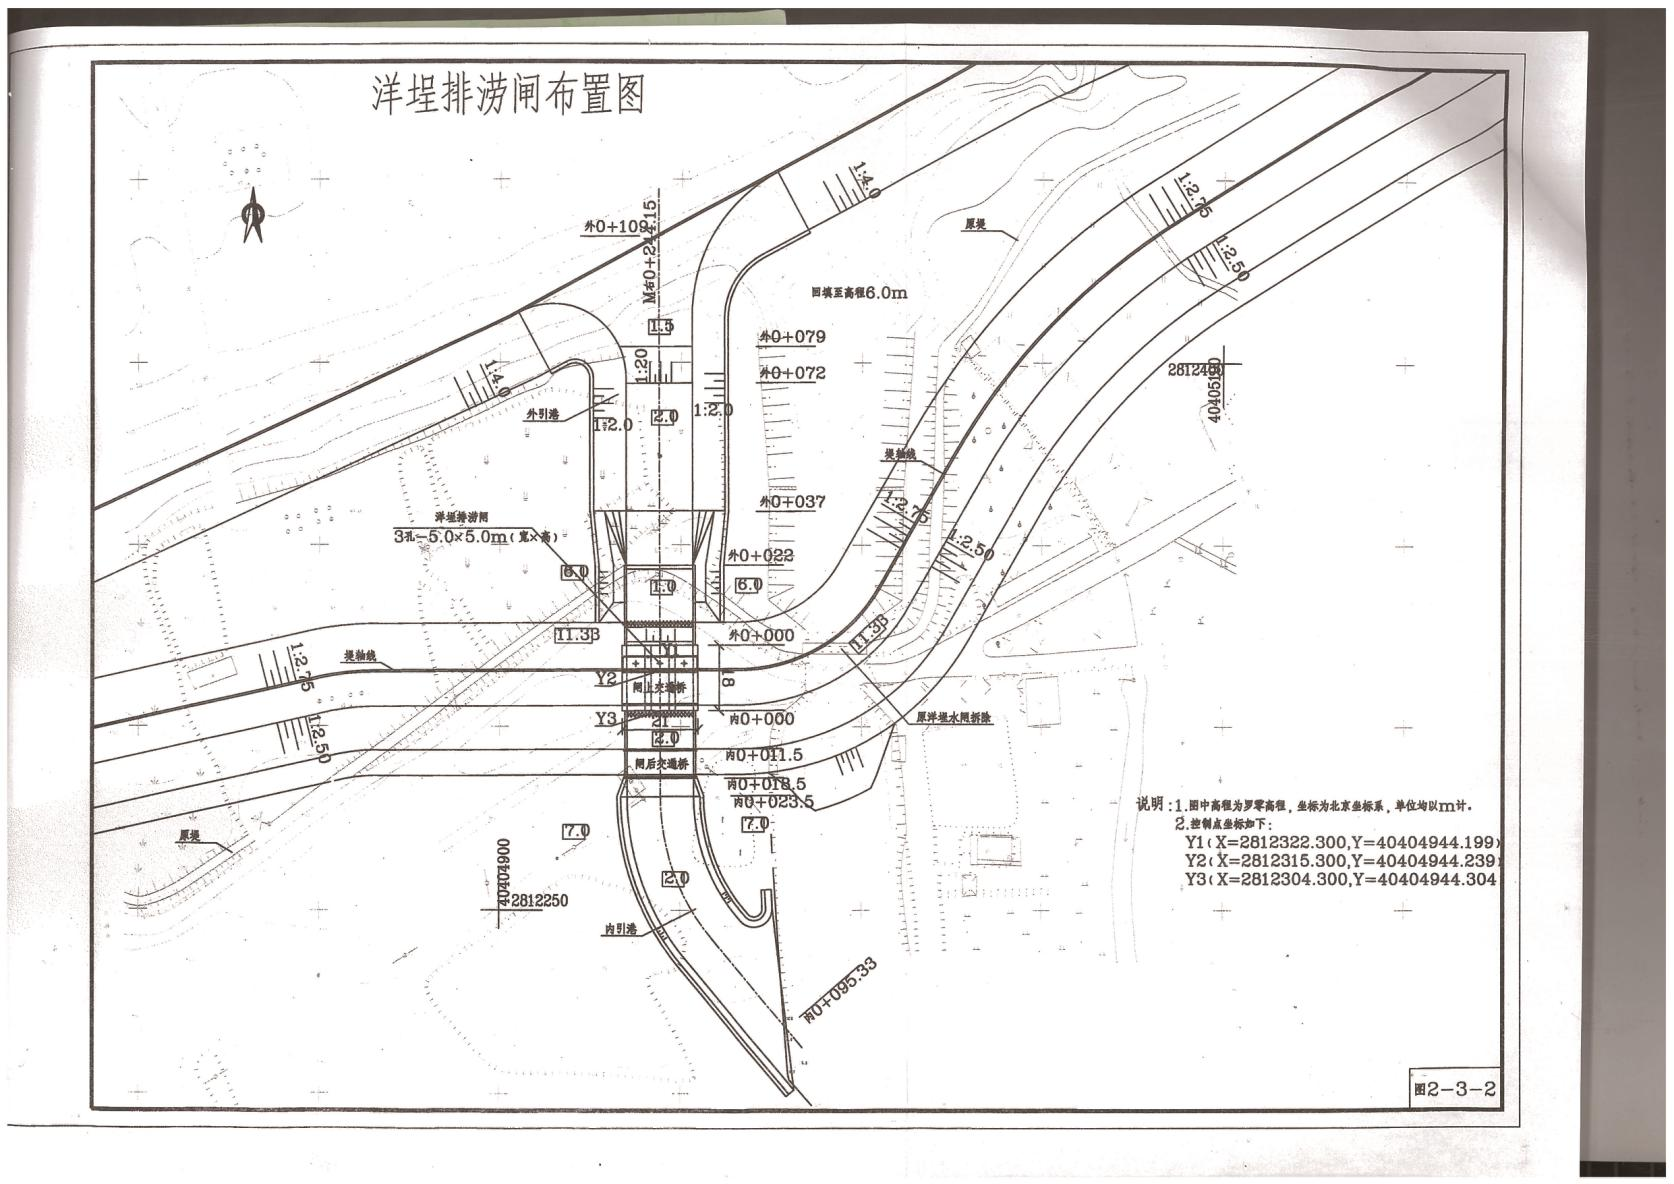 洋埕排涝闸布置图
1:4.0
1:2.75
M右0+244.15
外0+109
原堤
1:2.50
回填至高程6.0m
1.5
外0+079
1:20
外0+072
2812400
40405100
1:4.0
外引港
1:2.0
2.0
1:2.0
堤轴线
外0+037
1:2.75
洋埕排涝闸
3孔-5.0×5.0m(宽×高)
1:2.50
外0+022
6.0
1.0
6.0
11.33
外0+000
11.33
Y1
堤轴线
1:2.75
Y2
闸上交通桥
18
Y3
21
内0+000
原洋埕水闸拆除
1:2.50
2.0
内0+011.5
闸后交通桥
内0+018.5
内0+023.5
说明:1.图中高程为罗零高程, 坐标为北京坐标系, 单位均以m计。
2.控制点坐标如下:
Y1(X=2812322.300,Y=40404944.199)
Y2(X=2812315.300,Y=40404944.239)
Y3(X=2812304.300,Y=40404944.304
7.0
7.0
原堤
2.0
40404900
2812250
内引港
内0+095.33
图2-3-2